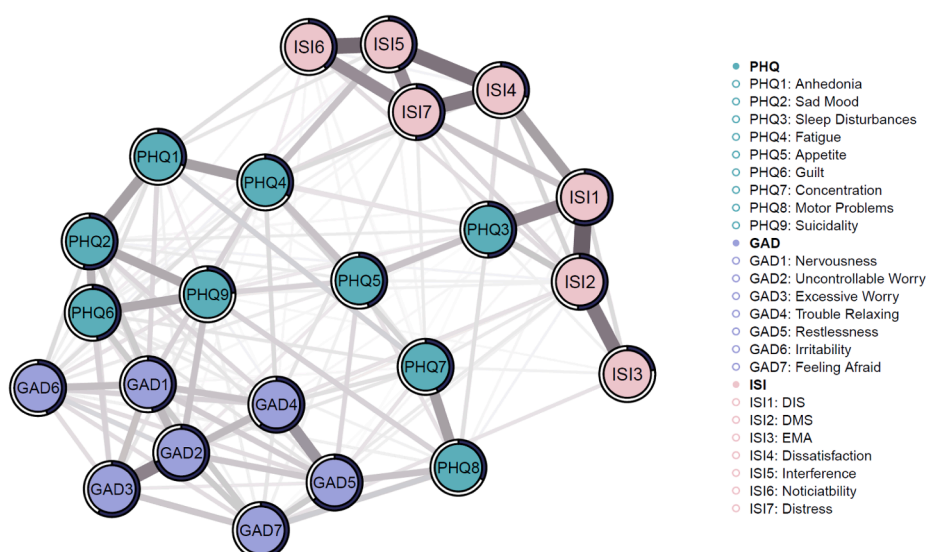 ISI6
ISI5
ISI4
ISI7
PHQ1
PHQ4
ISI1
PHQ3
PHQ2
ISI2
PHQ5
PHQ9
PHQ6
PHQ7
ISI3
GAD6
GAD1
GAD4
GAD2
PHQ8
GAD5
GAD3
GAD7
PHQ
PHQ1: Anhedonia
PHQ2: Sad Mood
PHQ3: Sleep Disturbances
PHQ4: Fatigue
PHQ5: Appetite
PHQ6: Guilt
PHQ7: Concentration
PHQ8: Motor Problems
PHQ9: Suicidality
GAD
GAD1: Nervousness
GAD2: Uncontrollable Worry
GAD3: Excessive Worry
GAD4: Trouble Relaxing
GAD5: Restlessness
GAD6: Irritability
GAD7: Feeling Afraid
ISI
ISI1: DIS
ISI2: DMS
ISI3: EMA
ISI4: Dissatisfaction
ISI5: Interference
ISI6: Noticiatbility
ISI7: Distress